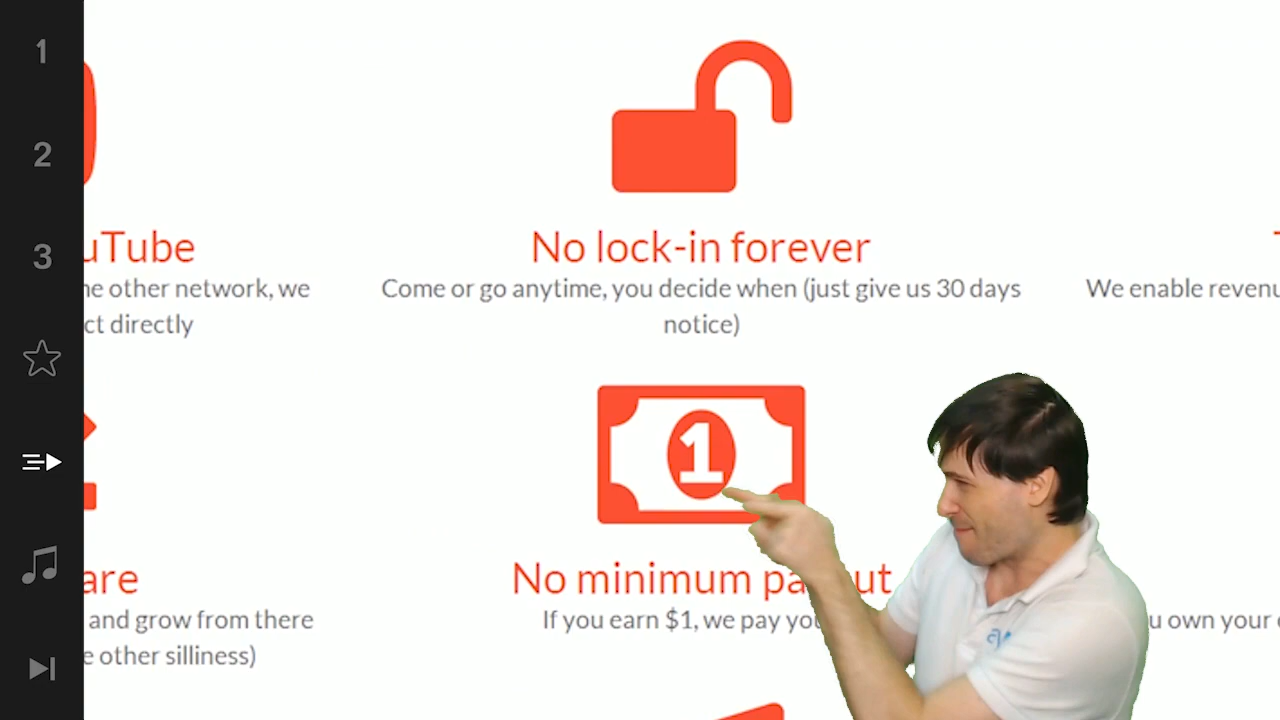 1
2
3
uTube
No lock-in forever
ne other network, we
Come or go anytime, you decide when (just give us 30 days
We enable revenu
ct directly
notice)
1
are
No minimum pa ut
and grow from there
If you earn $1, we pay you
u own your
e other silliness)